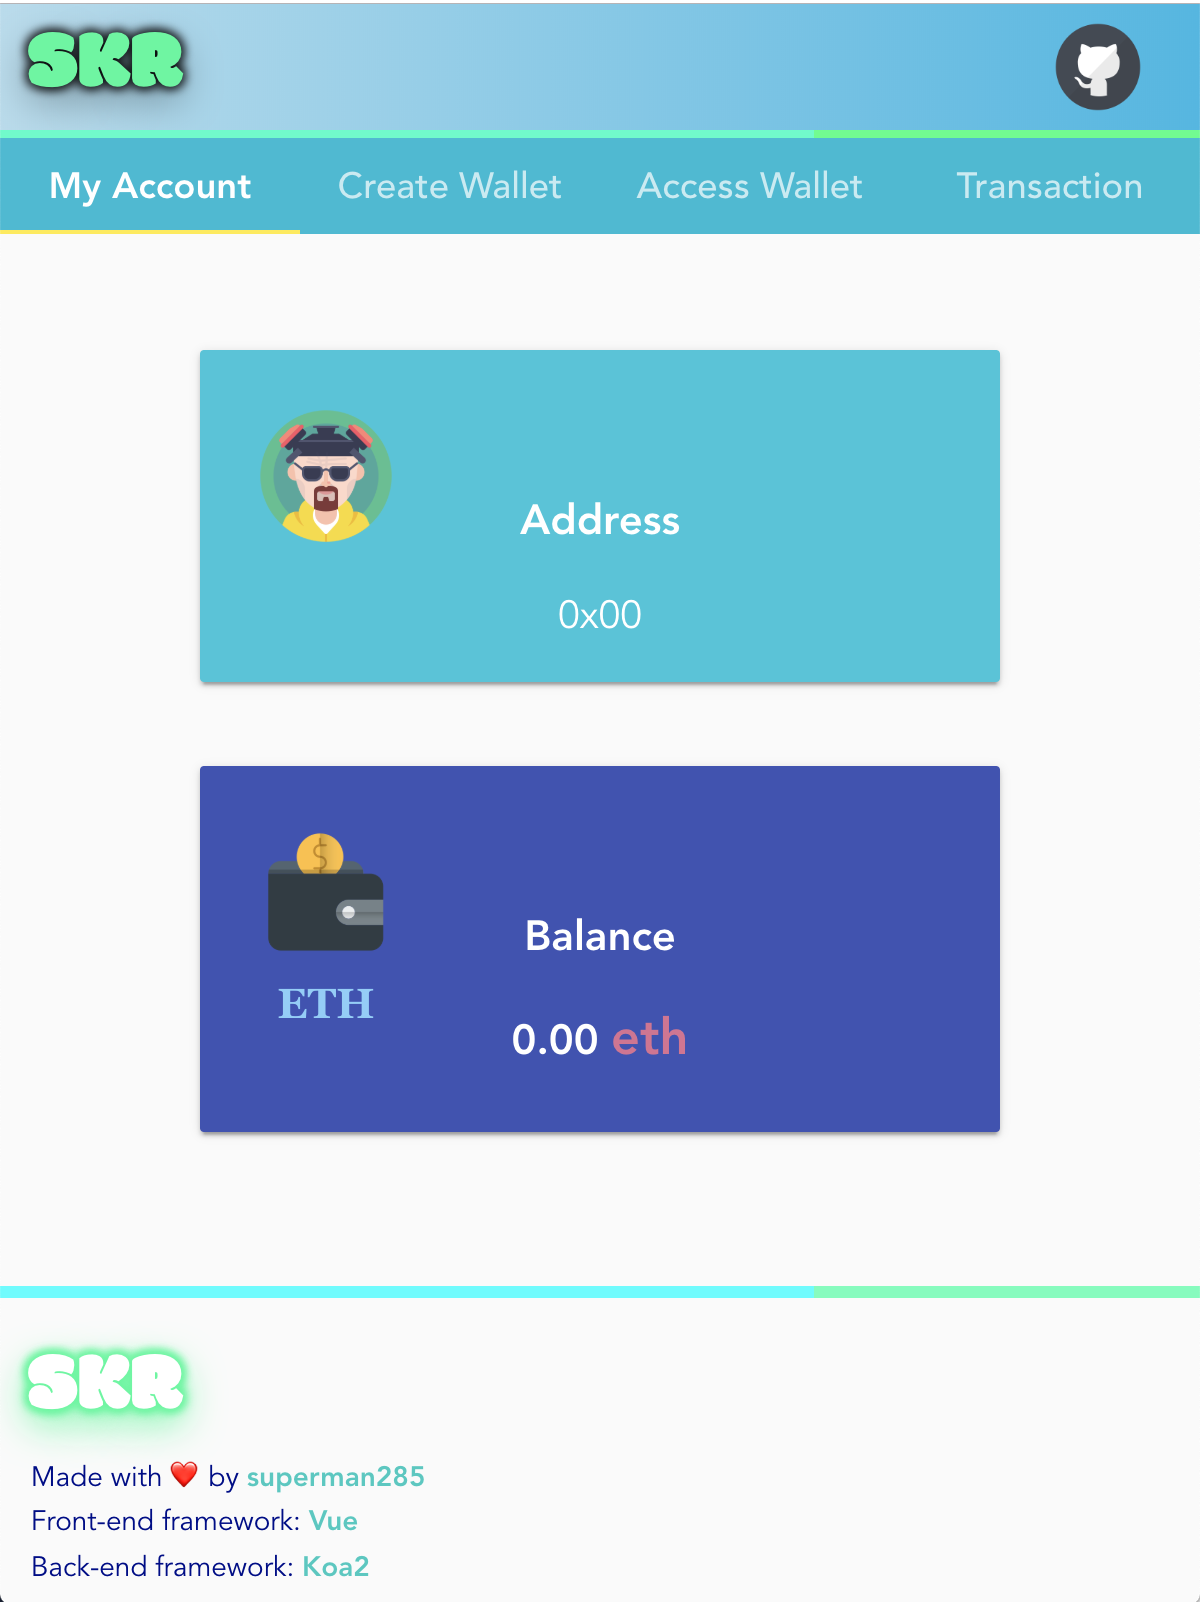 SKR
My Account Create Wallet Access Wallet Transaction
Address
0x00
$
Balance
ETH
0.00 eth
SKR
Made with ❤️ by superman285
Front-end framework: Vue
Back-end framework: Koa2